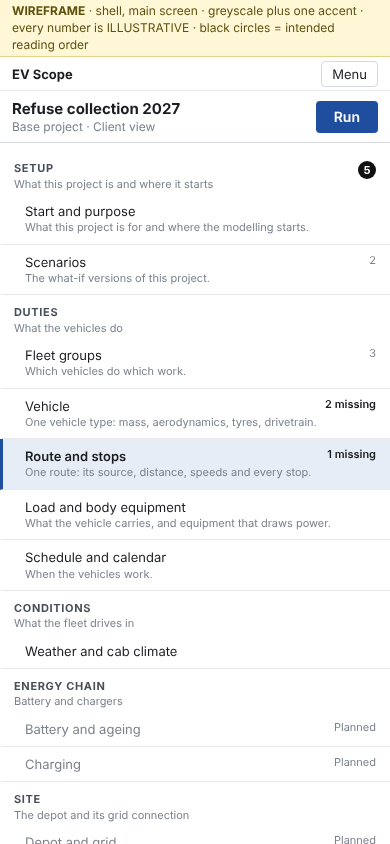 WIREFRAME · shell, main screen · greyscale plus one accent ·
every number is ILLUSTRATIVE · black circles = intended
reading order
EV Scope
Menu
Refuse collection 2027
Base project · Client view
Run
SETUP
5
What this project is and where it starts
Start and purpose
What this project is for and where the modelling starts.
Scenarios
2
The what-if versions of this project.
DUTIES
What the vehicles do
Fleet groups
3
Which vehicles do which work.
Vehicle
2 missing
One vehicle type: mass, aerodynamics, tyres, drivetrain.
Route and stops
1 missing
One route: its source, distance, speeds and every stop.
Load and body equipment
What the vehicle carries, and equipment that draws power.
Schedule and calendar
When the vehicles work.
CONDITIONS
What the fleet drives in
Weather and cab climate
ENERGY CHAIN
Battery and chargers
Battery and ageing
Planned
Charging
Planned
SITE
The depot and its grid connection
Depot and grid
Planned